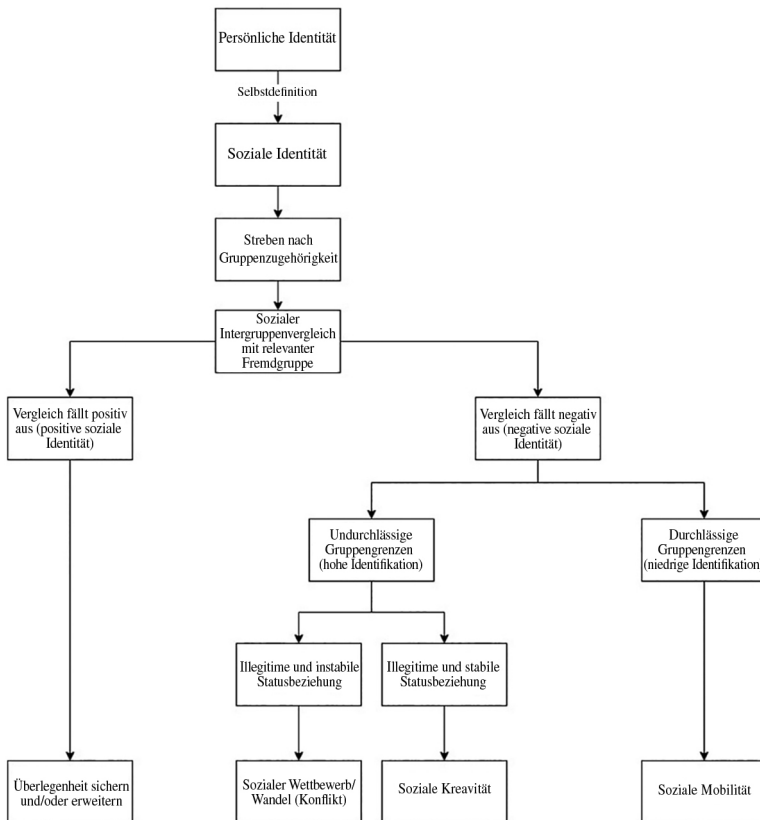 Persönliche Identität
Selbstdefinition
Soziale Identität
Streben nach
Gruppenzugehörigkeit
Sozialer
Intergruppenvergleich
mit relevanter
Fremdgruppe
Vergleich fällt positiv
aus (positive soziale
Identität)
Vergleich fällt negativ
aus (negative soziale
Identität)
Undurchlässige
Gruppengrenzen
(hohe Identifikation)
Durchlässige
Gruppengrenzen
(niedrige Identifikation
Illegitime und instabile
Statusbeziehung
Illegitime und stabile
Statusbeziehung
Überlegenheit sichern
und/oder erweitern
Sozialer Wettbewerb/
Wandel (Konflikt)
Soziale Kreavität
Soziale Mobilität